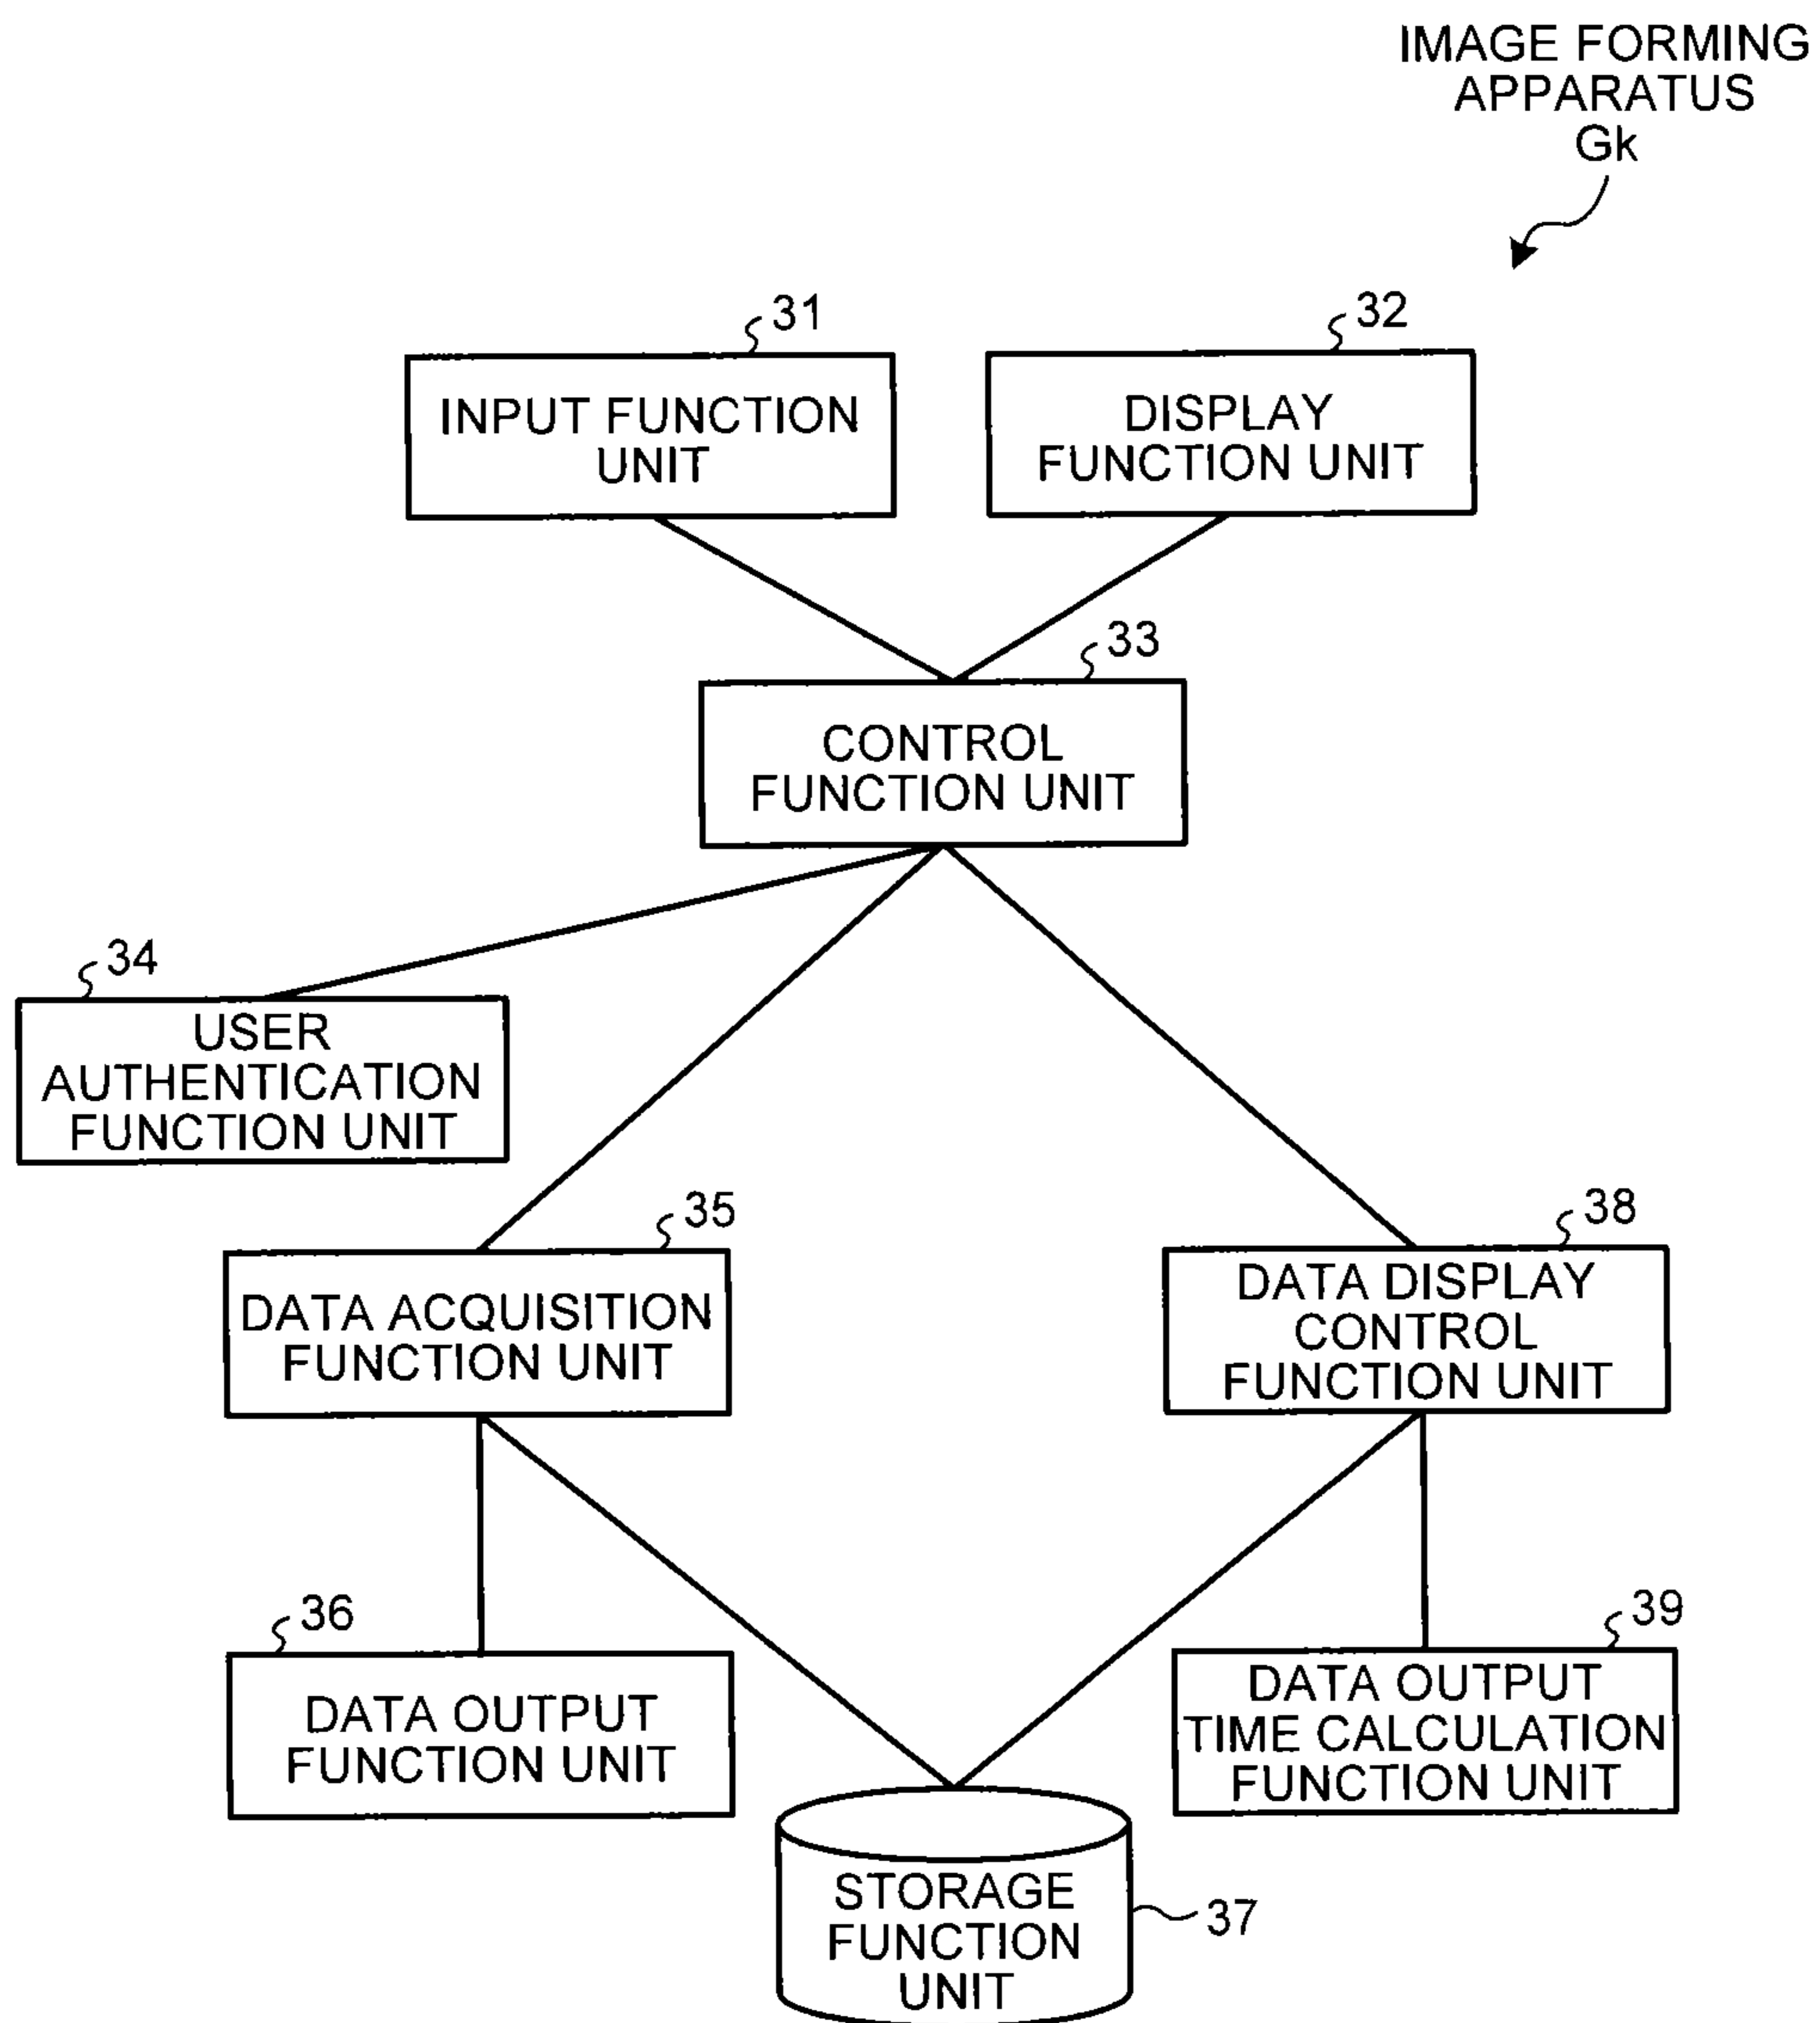 IMAGE FORMING
APPARATUS
Gk
31
32
INPUT FUNCTION
UNIT
DISPLAY
FUNCTION UNIT
33
CONTROL
FUNCTION UNIT
34
USER
AUTHENTICATION
FUNCTION UNIT
35
38
DATA ACQUISITION
FUNCTION UNIT
DATA DISPLAY
CONTROL
FUNCTION UNIT
36
39
DATA OUTPUT
FUNCTION UNIT
DATA OUTPUT
TIME CALCULATION
FUNCTION UNIT
STORAGE
FUNCTION
UNIT
37